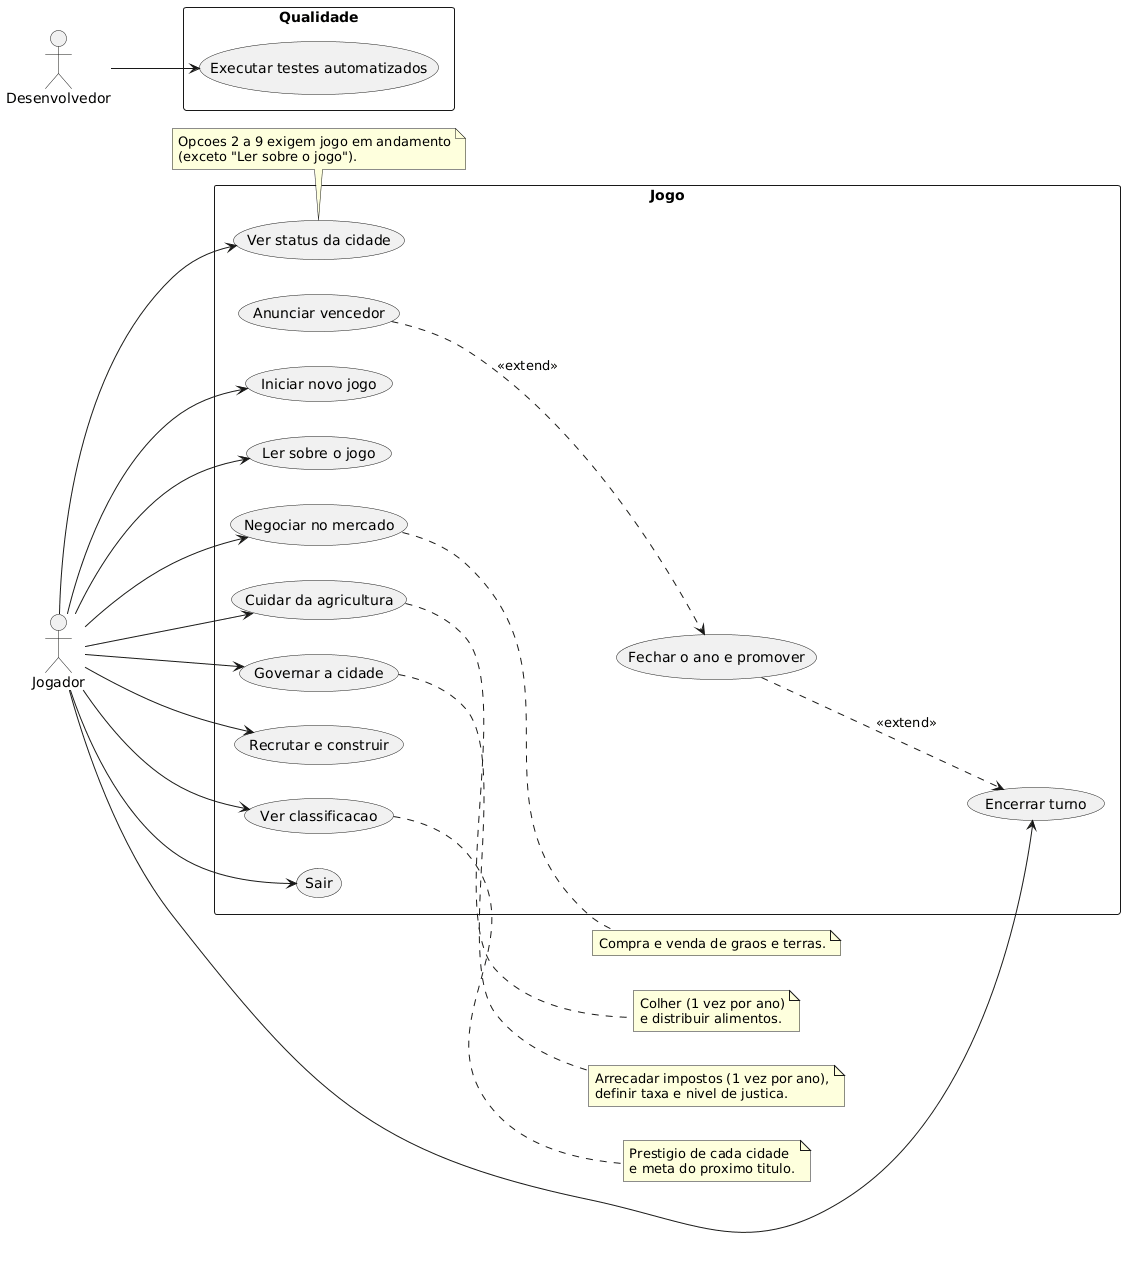 Qualidade
Executar testes automatizados
Desenvolvedor
Opcoes 2 a 9 exigem jogo em andamento
(exceto "Ler sobre o jogo").
Jogo
Ver status da cidade
Anunciar vencedor
«extend»
Iniciar novo jogo
Ler sobre o jogo
Negociar no mercado
Cuidar da agricultura
Fechar o ano e promover
Governar a cidade
Jogador
«extend»
Recrutar e construir
Encerrar turno
Ver classificacao
Sair
Compra e venda de graos e terras.
Colher (1 vez por ano)
e distribuir alimentos.
Arrecadar impostos (1 vez por ano),
definir taxa e nivel de justica.
Prestigio de cada cidade
e meta do proximo titulo.